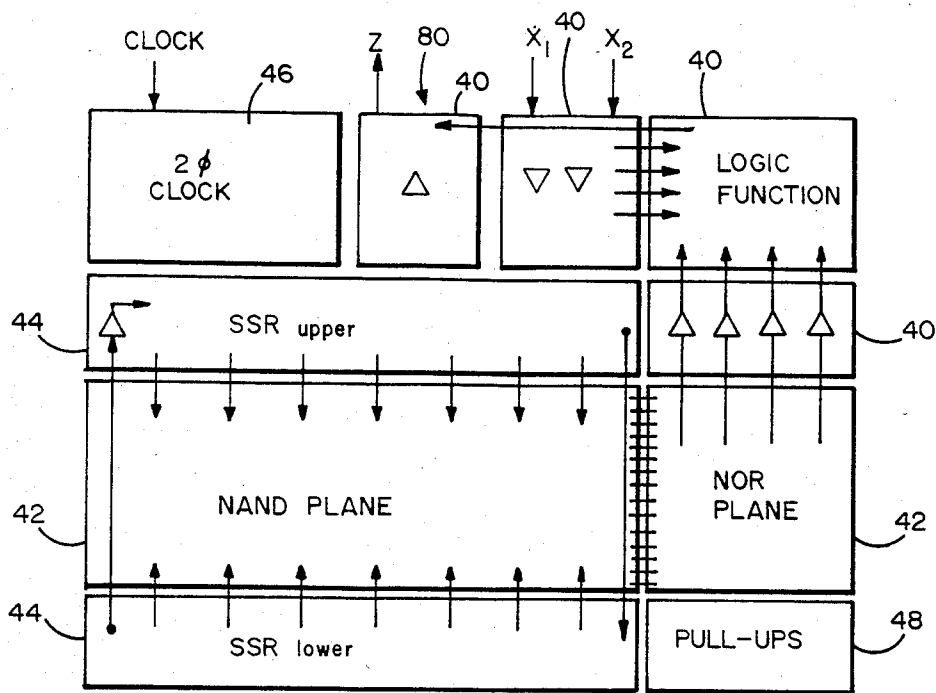 CLOCK
46
Z
80
40
Ẋ1
40
X2
40
2 ϕ
CLOCK
LOGIC
FUNCTION
44
SSR upper
40
42
NAND PLANE
NOR
PLANE
42
44
SSR lower
PULL-UPS
48